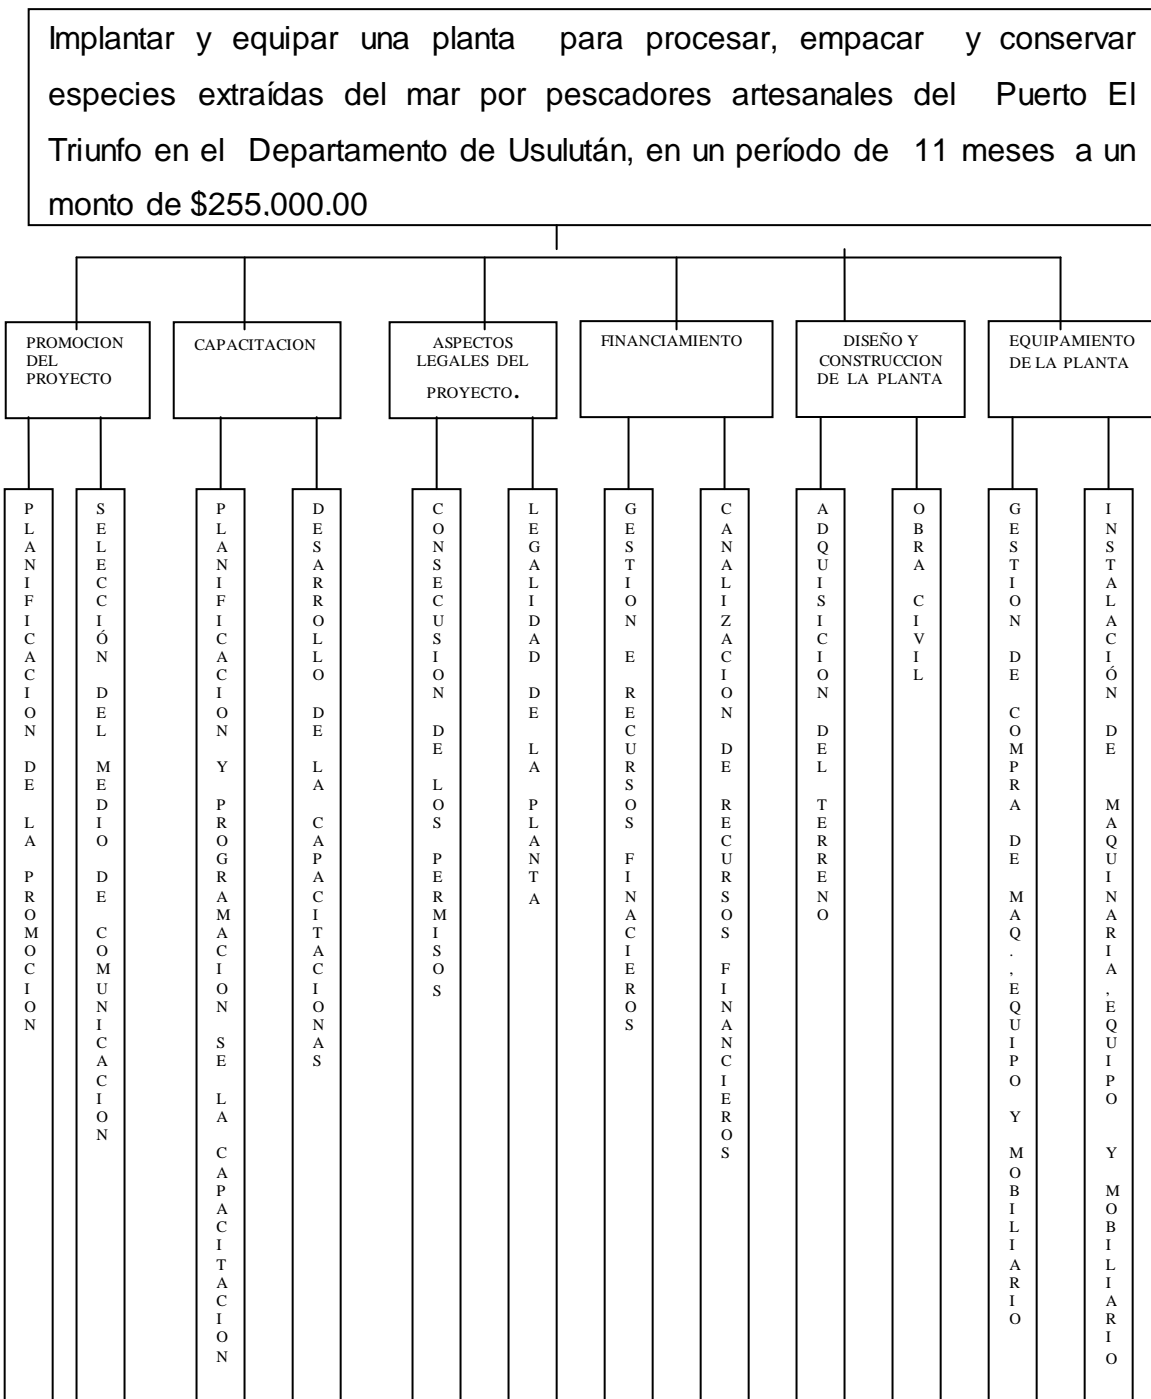 Implantar y equipar una planta para procesar, empacar y conservar
especies extraídas del mar por pescadores artesanales del Puerto El
Triunfo en el Departamento de Usulután, en un período de 11 meses a un
monto de $255.000.00
PROMOCION
DEL
PROYECTO
CAPACITACION
ASPECTOS
LEGALES DEL
PROYECTO.
FINANCIAMIENTO
DISEÑO Y
CONSTRUCCION
DE LA PLANTA
EQUIPAMIENTO
DE LA PLANTA
PLANIFICACION DE LA PROMOCION
SELECCIÓN DEL MEDIO DE COMUNICACION
PLANIFICACION Y PROGRAMACION SE LA CAPACITACION
DESARROLLO DE LA CAPACITACIONAS
CONSECUSION DE LOS PERMISOS
LEGALIDAD DE LA PLANTA
GESTION E RECURSOS FINACIEROS
CANALIZACION DE RECURSOS FINANCIEROS
ADQUISICION DEL TERRENO
OBRA CIVIL
GESTION DE COMPRA DE MAQ.,EQUIPO Y MOBILIARIO
INSTALACIÓN DE MAQUINARIA,EQUIPO Y MOBILIARIO